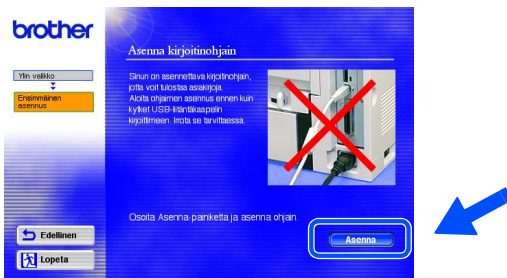 brother
Asenna kirjoitinohjain
Ylin valikko
Ensimmäinen
asennus
Sinun on asennettava kirjoitinohjain,
jotta voit tulostaa asiakirjoja.
Aloita ohjaimen asennus ennen kuin
kytket USB-liitäntäkaapelin
kirjoittimeen. Irrota se tarvittaessa.
Osoita Asenna-painiketta ja asenna ohjain.
Asenna
Edellinen
Lopeta